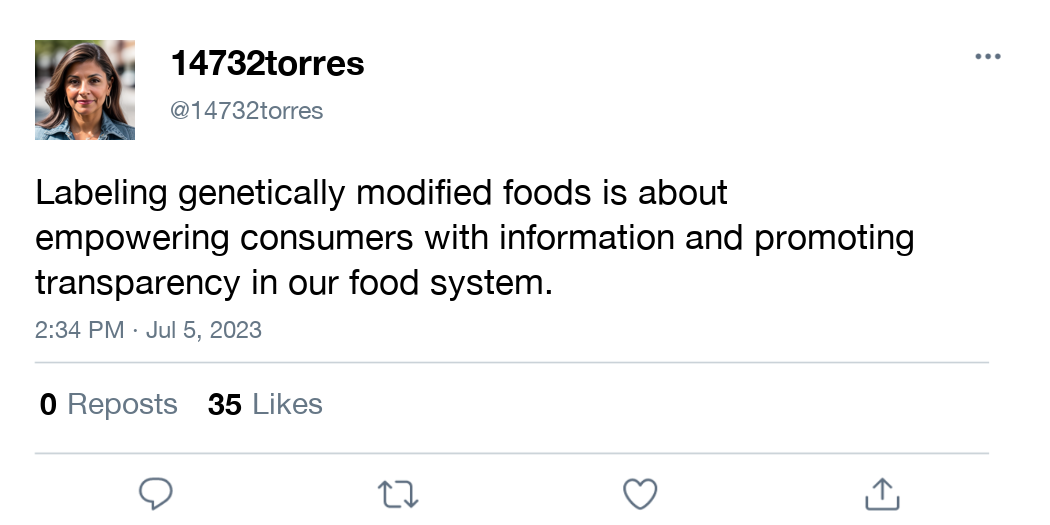 14732torres
@14732torres
Labeling genetically modified foods is about
empowering consumers with information and promoting
transparency in our food system.
2:34 PM · Jul 5, 2023
0 Reposts 35 Likes